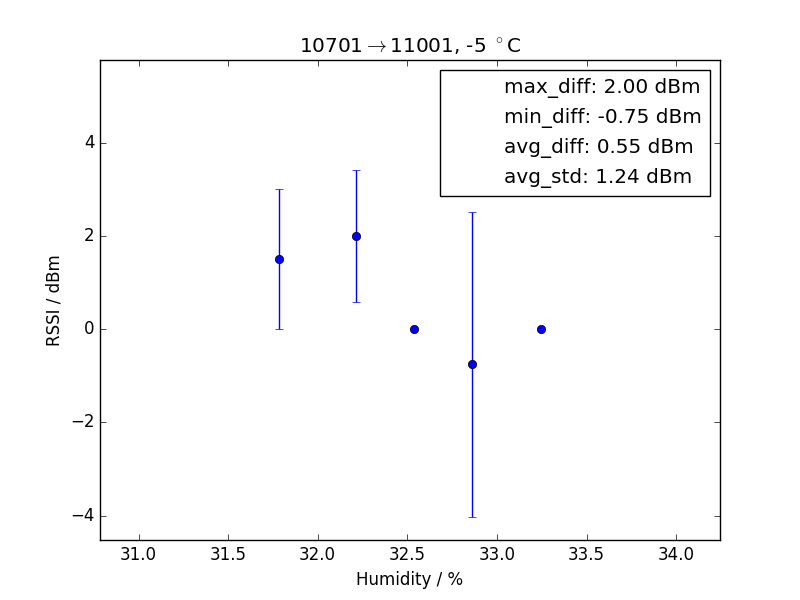 10701→11001, -5 °C
max_diff: 2.00 dBm
min_diff: -0.75 dBm
avg_diff: 0.55 dBm
avg_std: 1.24 dBm
RSSI / dBm
4
2
0
−2
−4
31.0 31.5 32.0 32.5 33.0 33.5 34.0
Humidity / %